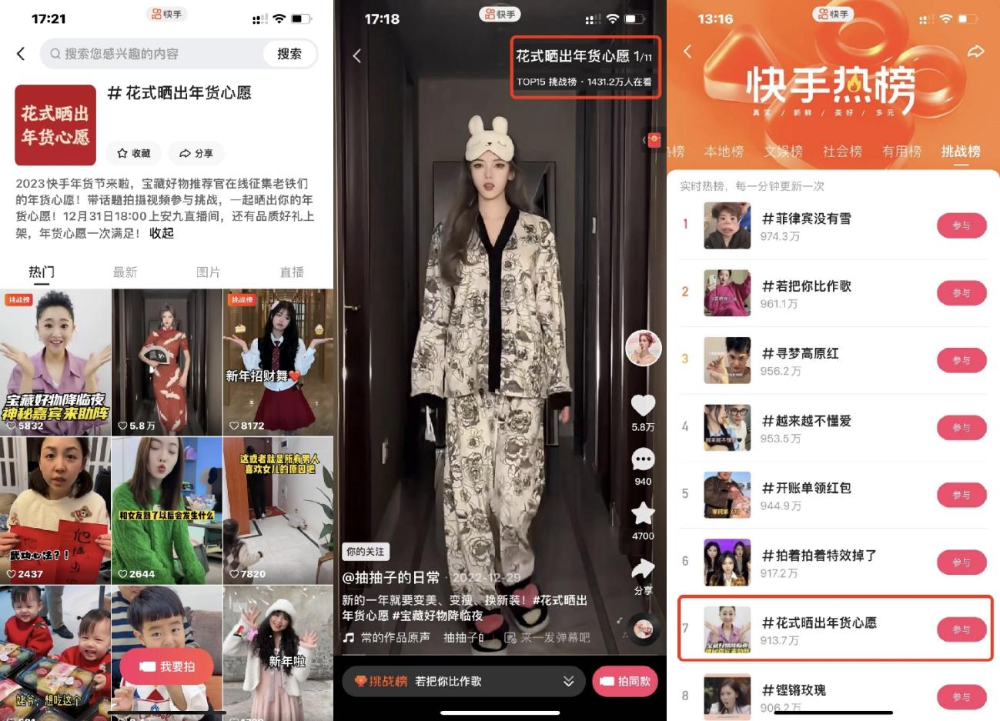 17:21
快手
搜索您感兴趣的内容
搜索
花式晒出
年货心愿
# 花式晒出年货心愿
收藏
分享
2023快手年货节来啦，宝藏好物推荐官在线征集老铁们
的年货心愿！带话题拍摄视频参与挑战，一起晒出你的年
货心愿！12月31日18:00上安九直播间，还有品质好礼上
架，年货心愿一次满足！ 收起
热门
最新
图片
直播
挑战榜
宝藏好物降临夜
神秘嘉宾来助阵
5832
5.8万
挑战榜
新年招财舞
8172
武功心法?!
2437
和女友熟了以后会发生什么
2644
这或者就是所有男人
喜欢女儿的原因吧
7820
姥爷，想吃这个
我要拍
新年啦
17:18
快手
花式晒出年货心愿 1/11
TOP15 挑战榜 · 1431.2万人在看
5.8万
940
4700
分享
你的关注
@抽抽子的日常 · 2022-12-29
新的一年就要变美、变瘦、换新装！#花式晒出
年货心愿 #宝藏好物降临夜
常的作品原声 抽抽子的
来一发弹幕吧
挑战榜 若把你比作歌
拍同款
13:16
快手
快手热榜
真实 / 新鲜 / 美好 / 多元
热榜
本地榜
文娱榜
社会榜
有用榜
挑战榜
实时热榜，每一分钟更新一次
1
#菲律宾没有雪
974.3万
参与
2
#若把你比作歌
961.1万
参与
3
#寻梦高原红
956.2万
参与
4
#越来越不懂爱
953.5万
参与
5
#开账单领红包
944.9万
参与
6
#拍着拍着特效掉了
917.2万
参与
7
#花式晒出年货心愿
913.7万
参与
8
#铿锵玫瑰
906.2万
参与